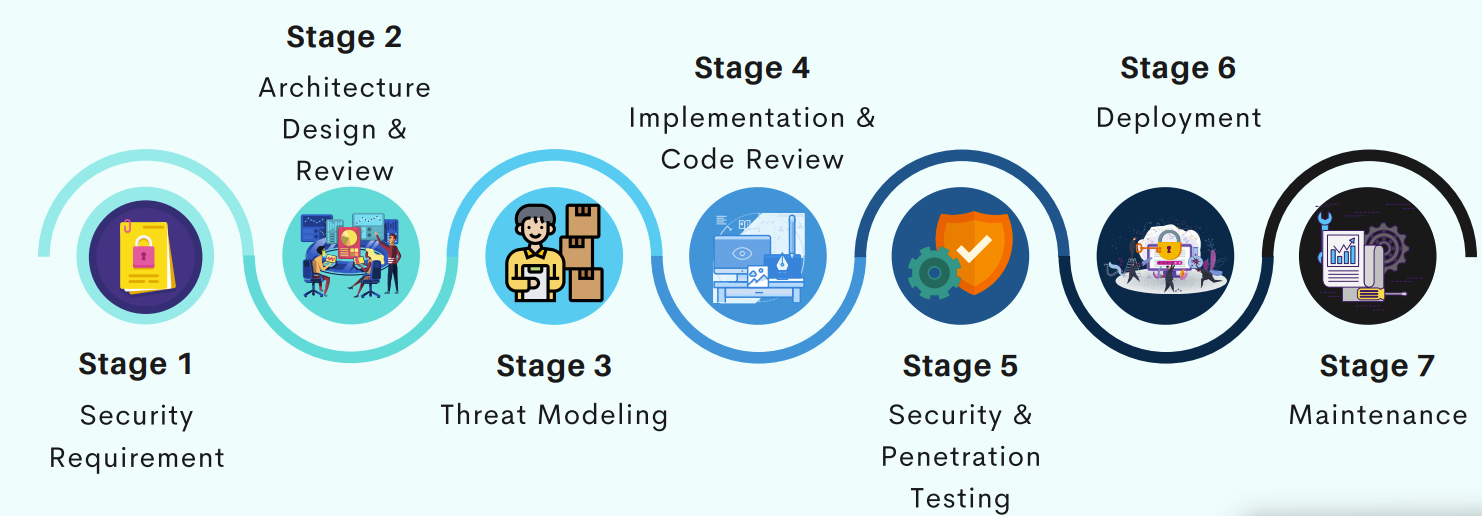 Stage 1
Security
Requirement
Stage 2
Architecture
Design &
Review
Stage 3
Threat Modeling
Stage 4
Implementation &
Code Review
Stage 5
Security &
Penetration
Testing
Stage 6
Deployment
Stage 7
Maintenance